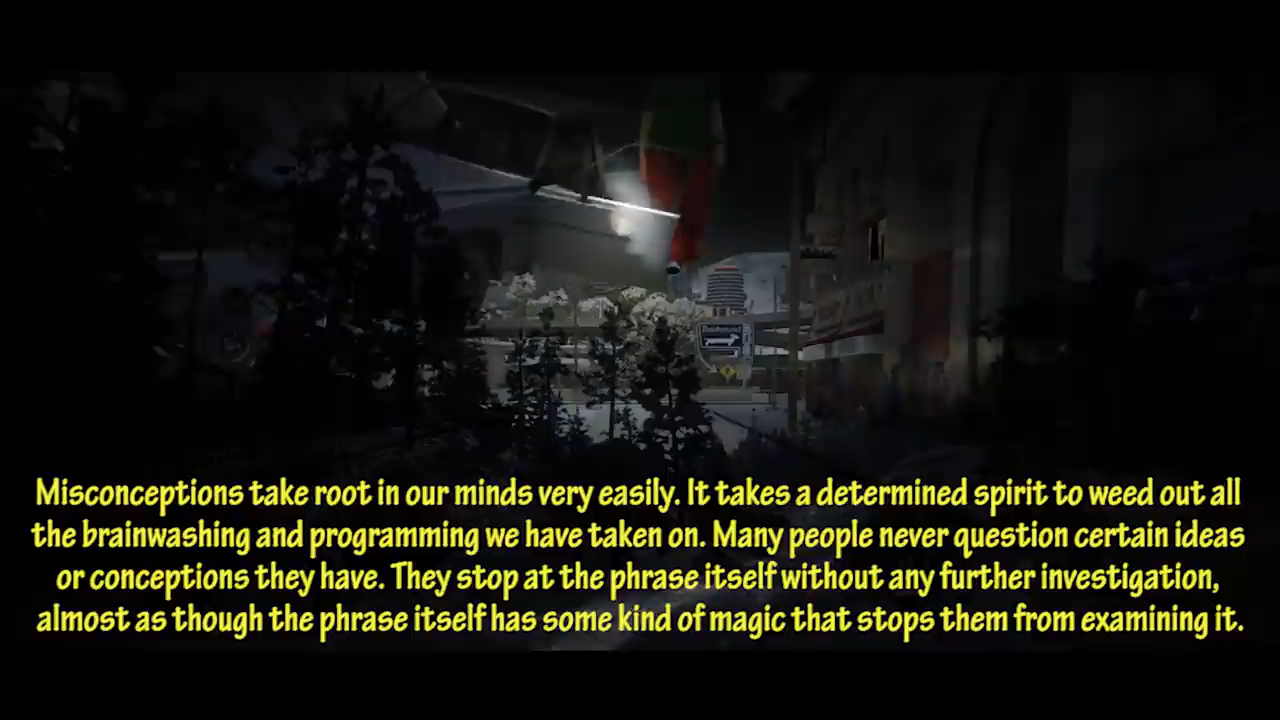 Misconceptions take root in our minds very easily. It takes a determined spirit to weed out all
the brainwashing and programming we have taken on. Many people never question certain ideas
or conceptions they have. They stop at the phrase itself without any further investigation,
almost as though the phrase itself has some kind of magic that stops them from examining it.